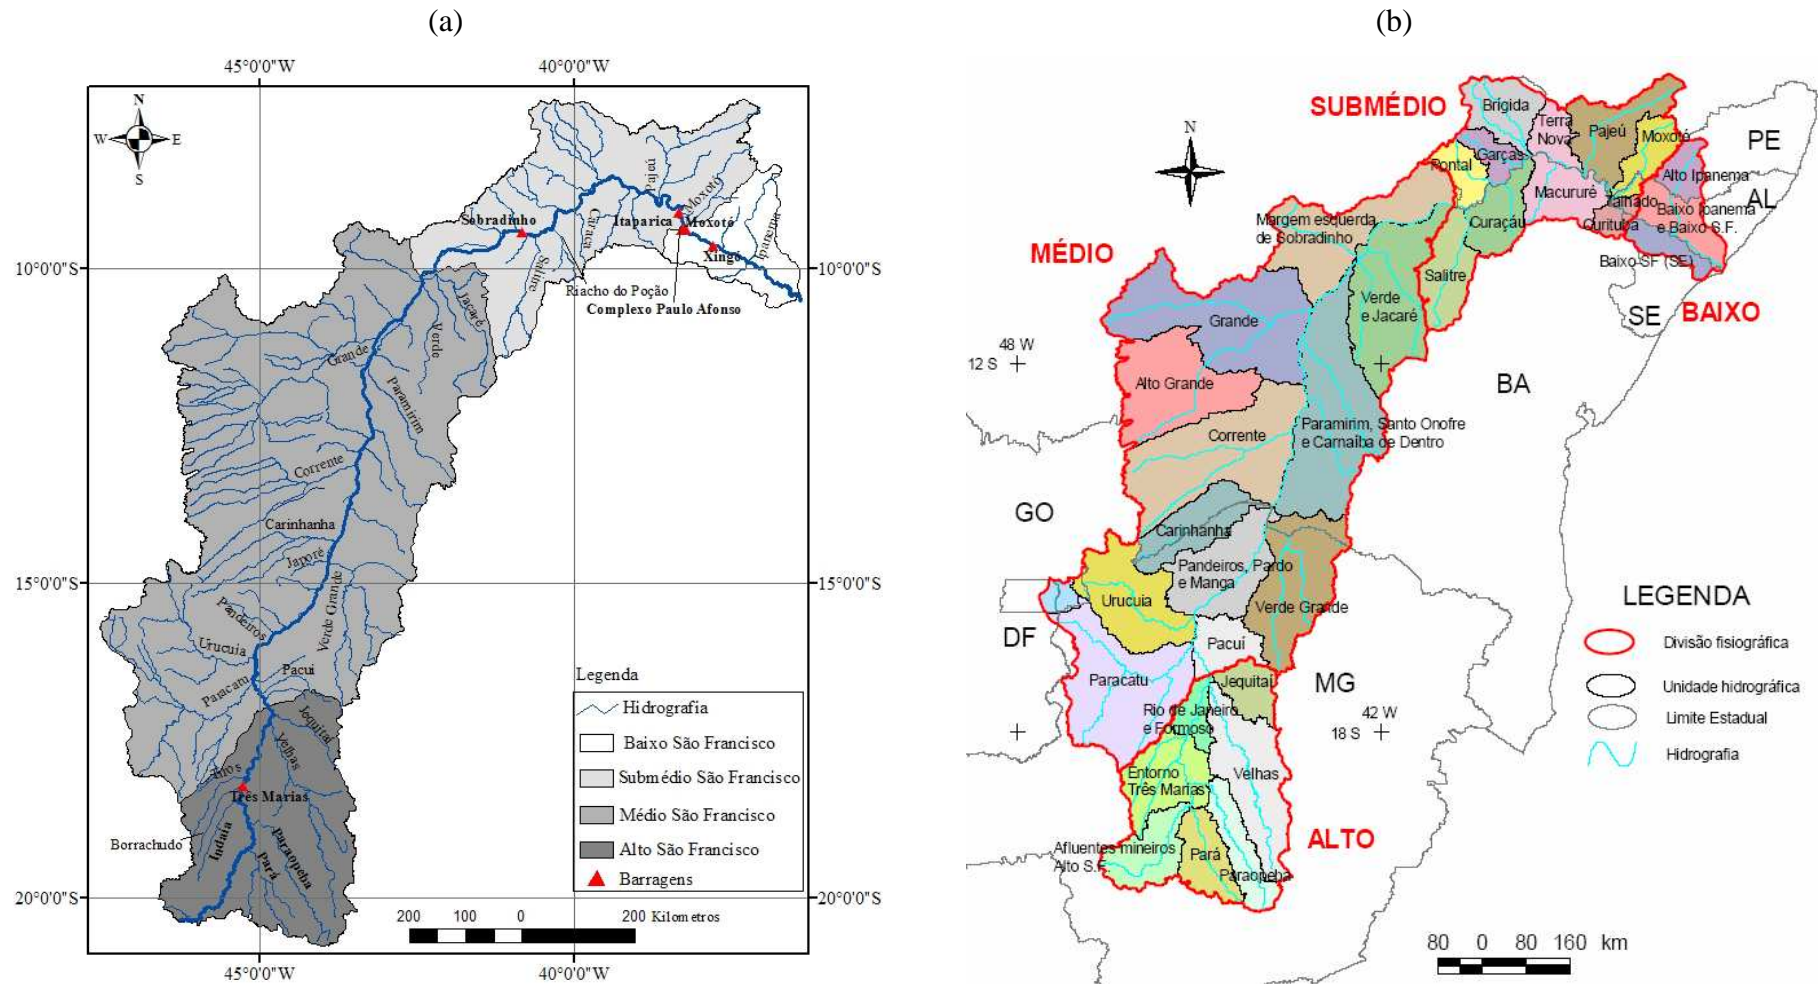 (a)
45°0'0"W
40°0'0"W
N
W
E
S
Pajeú
Moxotó
Sobradinho
Itaparica
Moxotó
Ipanema
Curaçá
Xingó
10°0'0"S
10°0'0"S
Salitre
Riacho do Poção
Complexo Paulo Afonso
Jacaré
Verde
Grande
Paramirim
Corrente
Carinhanha
Japoré
15°0'0"S
15°0'0"S
Verde Grande
Pandeiros
Urucuia
Pacui
Paracatu
Jequitaí
Velhas
Três Marias
Borrachudo
Indaia
Pará
Paraopeba
Legenda
Hidrografia
Baixo São Francisco
Submédio São Francisco
Médio São Francisco
Alto São Francisco
Barragens
20°0'0"S
20°0'0"S
200 100 0 200 Kilometros
45°0'0"W
40°0'0"W
(b)
SUBMÉDIO
N
Brígida
Terra
Nova
Pajeú
Moxotó
PE
Garças
Pontal
Alto Ipanema
Macururé
AL
Talhado
Baixo Ipanema
e Baixo S.F.
Margem esquerda
de Sobradinho
Curaçáu
Curituba
MÉDIO
Baixo SF (SE)
Salitre
Verde
e Jacaré
SE
BAIXO
Grande
48 W
12 S
Alto Grande
BA
Corrente
Paramirim, Santo Onofre
e Carnaíba de Dentro
GO
Carinhanha
Pandeiros, Pardo
e Manga
Urucuia
Verde Grande
LEGENDA
DF
Pacuí
Divisão fisiográfica
Paracatu
Jequitaí
MG
Unidade hidrográfica
Rio de Janeiro
e Formoso
42 W
18 S
Limite Estadual
Hidrografia
Entorno
Três Marias
Velhas
ALTO
Afluentes mineiros
Alto S.F.
Pará
Paraopeba
80 0 80 160 km